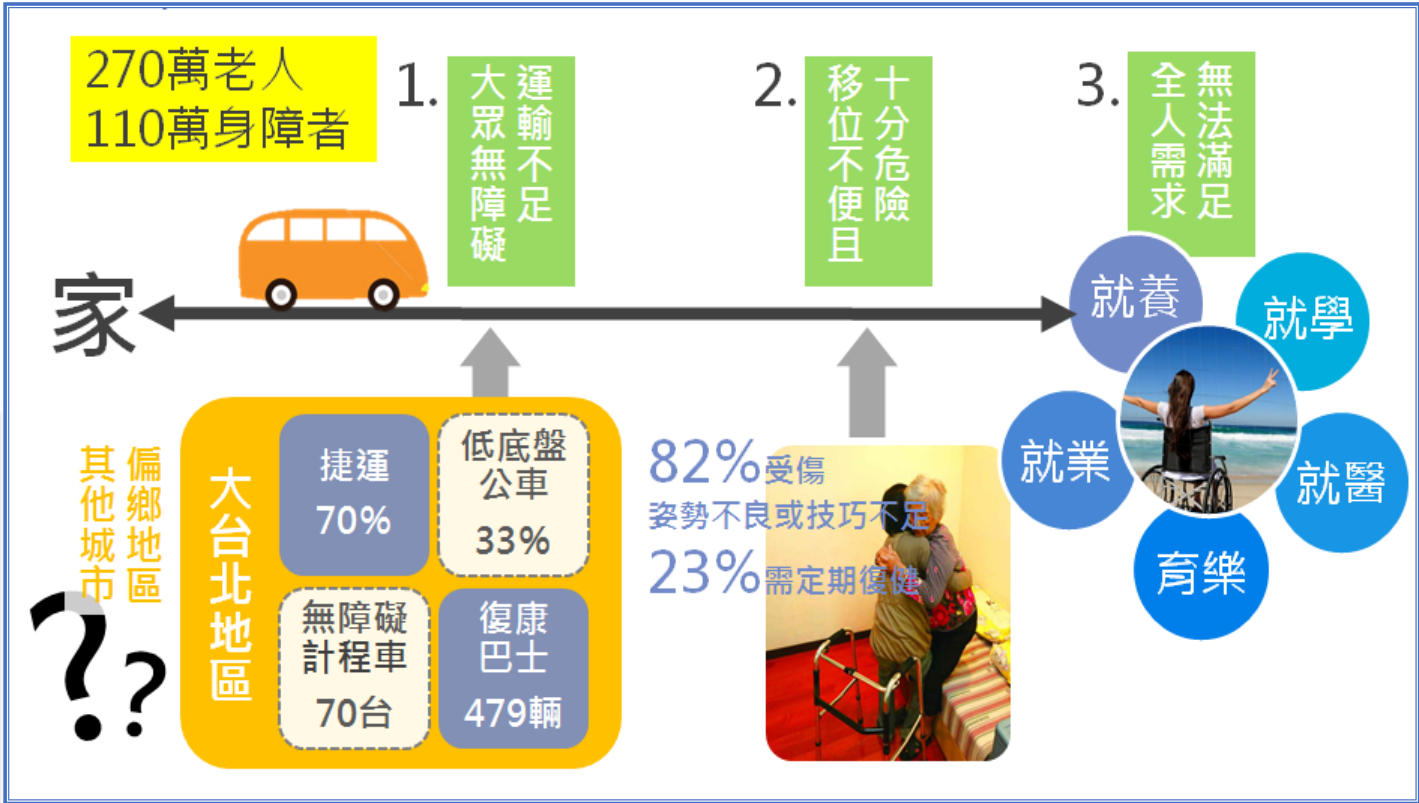 270萬老人
110萬身障者
1.
大眾無障礙
運輸不足
2.
移位不便且
十分危險
3.
全人需求
無法滿足
家
就養
就學
就業
就醫
育樂
其他城市
偏鄉地區
??
大台北地區
捷運
70%
低底盤
公車
33%
無障礙
計程車
70台
復康
巴士
479輛
82%受傷
姿勢不良或技巧不足
23%需定期復健